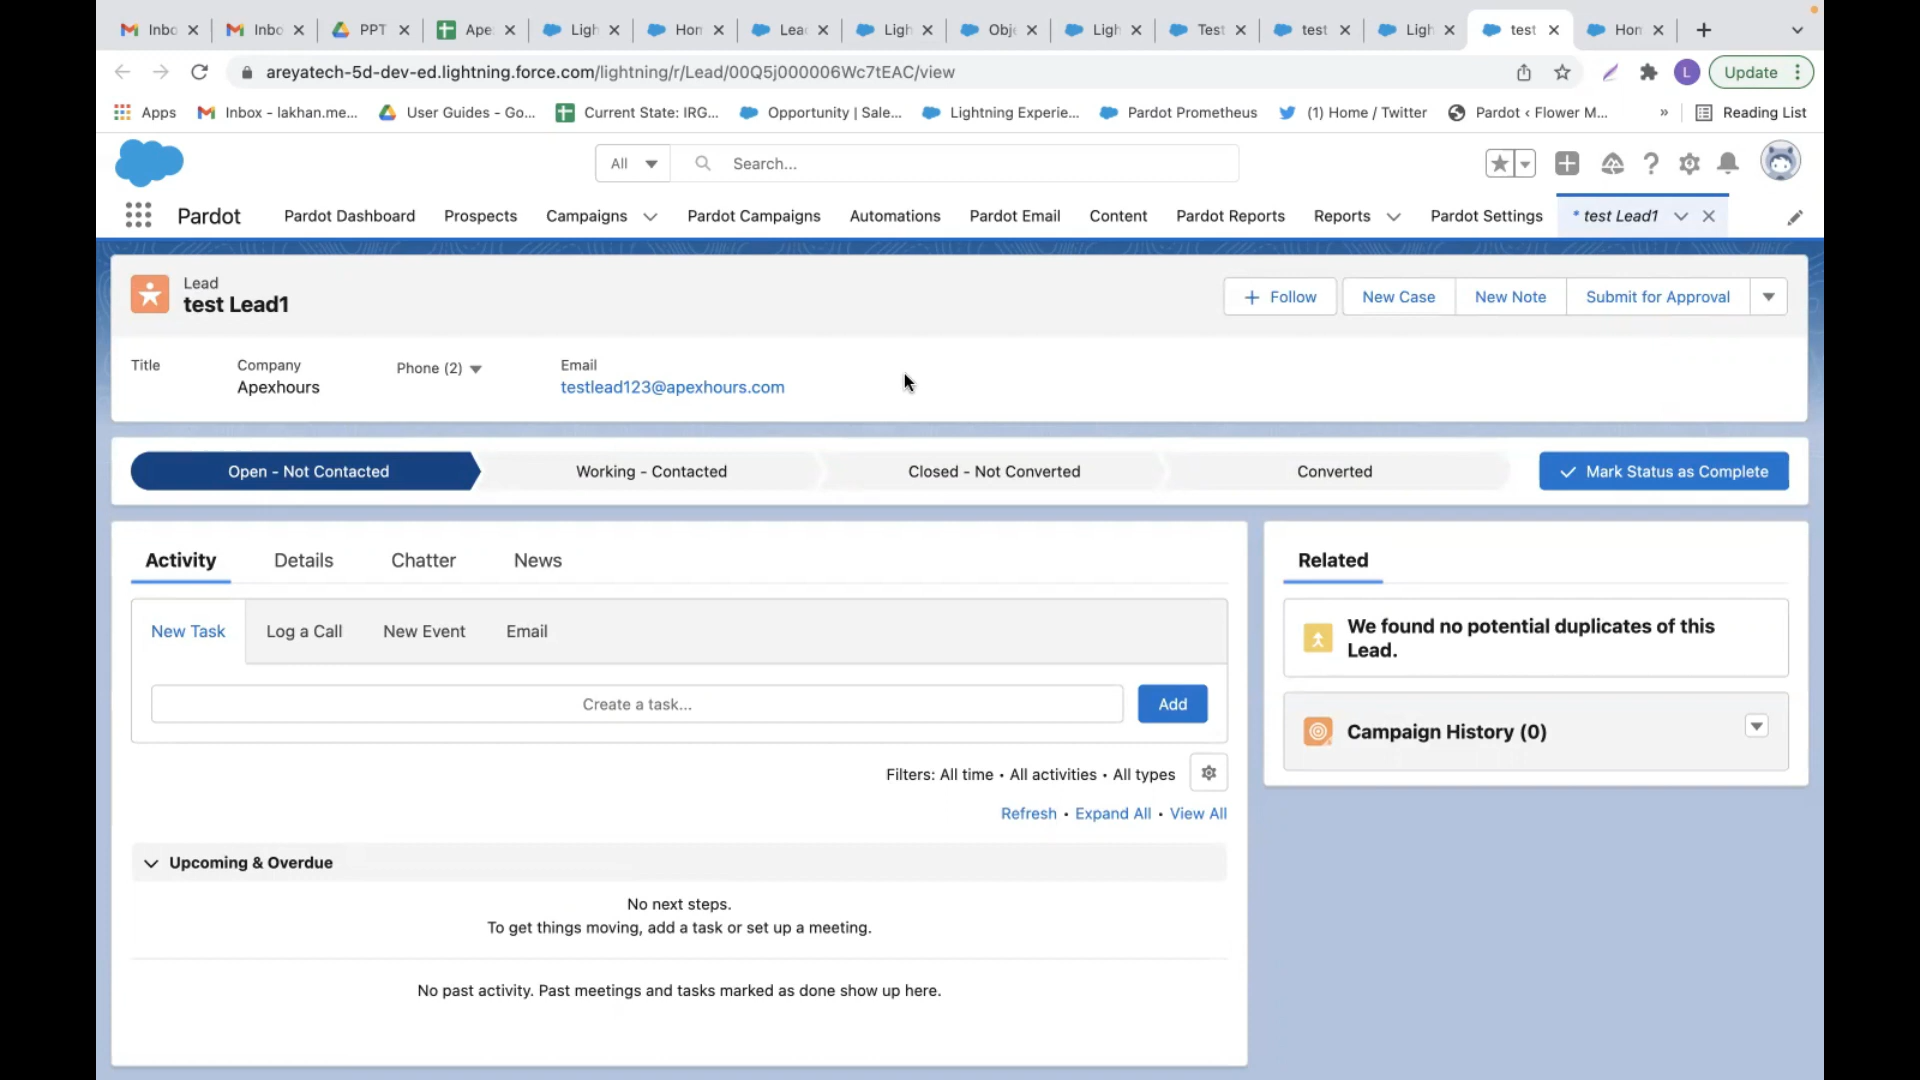 Inbo
Inbo
PPT
Ape
Ligh
Hon
Lead
Ligh
Obje
Ligh
Test
test
Ligh
test
Hon
areyatech-5d-dev-ed.lightning.force.com/lightning/r/Lead/00Q5j000006Wc7tEAC/view
L
Update
Apps
Inbox - lakhan.me...
User Guides - Go...
Current State: IRG...
Opportunity | Sale...
Lightning Experie...
Pardot Prometheus
(1) Home / Twitter
Pardot ‹ Flower M...
»
Reading List
All
Search...
Pardot
Pardot Dashboard
Prospects
Campaigns
Pardot Campaigns
Automations
Pardot Email
Content
Pardot Reports
Reports
Pardot Settings
* test Lead1
Lead
test Lead1
+ Follow
New Case
New Note
Submit for Approval
Title
Company
Apexhours
Phone (2)
Email
testlead123@apexhours.com
Open - Not Contacted
Working - Contacted
Closed - Not Converted
Converted
Mark Status as Complete
Activity
Details
Chatter
News
Related
New Task
Log a Call
New Event
Email
Create a task...
Add
We found no potential duplicates of this
Lead.
Campaign History (0)
Filters: All time • All activities • All types
Refresh • Expand All • View All
Upcoming & Overdue
No next steps.
To get things moving, add a task or set up a meeting.
No past activity. Past meetings and tasks marked as done show up here.